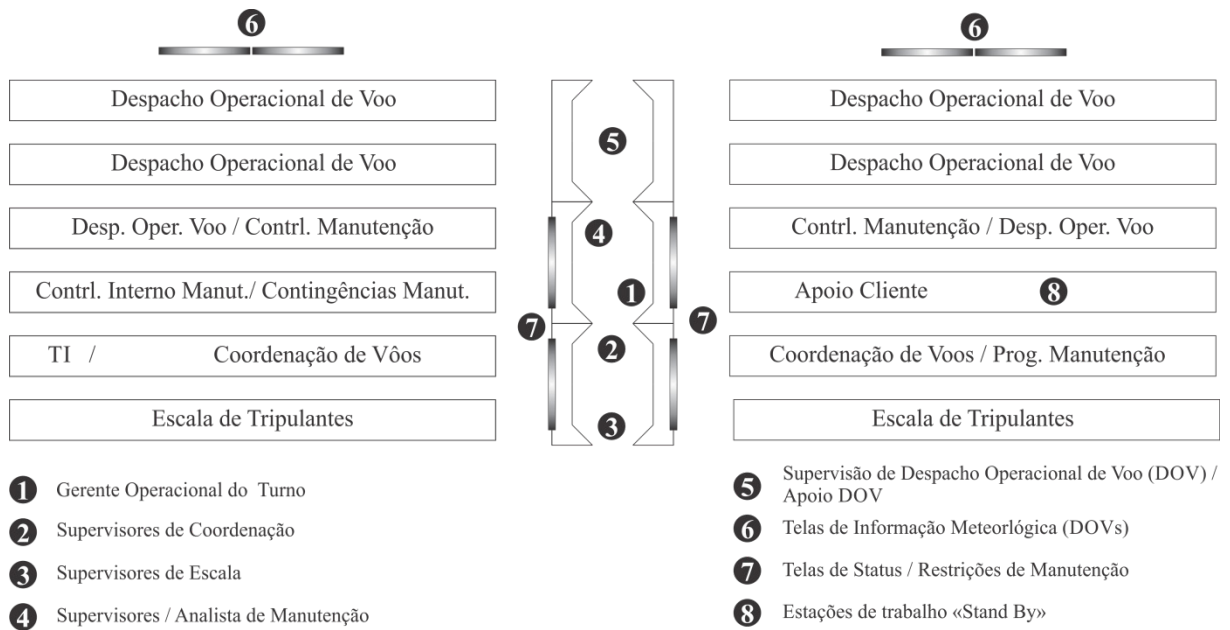 6
6
Despacho Operacional de Voo
Despacho Operacional de Voo
5
Despacho Operacional de Voo
Despacho Operacional de Voo
Desp. Oper. Voo / Contrl. Manutenção
4
Contrl. Manutenção / Desp. Oper. Voo
Contrl. Interno Manut./ Contingências Manut.
1
Apoio Cliente 8
7
7
TI / Coordenação de Vôos
2
Coordenação de Voos / Prog. Manutenção
Escala de Tripulantes
3
Escala de Tripulantes
1 Gerente Operacional do Turno
2 Supervisores de Coordenação
3 Supervisores de Escala
4 Supervisores / Analista de Manutenção
5 Supervisão de Despacho Operacional de Voo (DOV) /
Apoio DOV
6 Telas de Informação Meteorlógica (DOVs)
7 Telas de Status / Restrições de Manutenção
8 Estações de trabalho «Stand By»